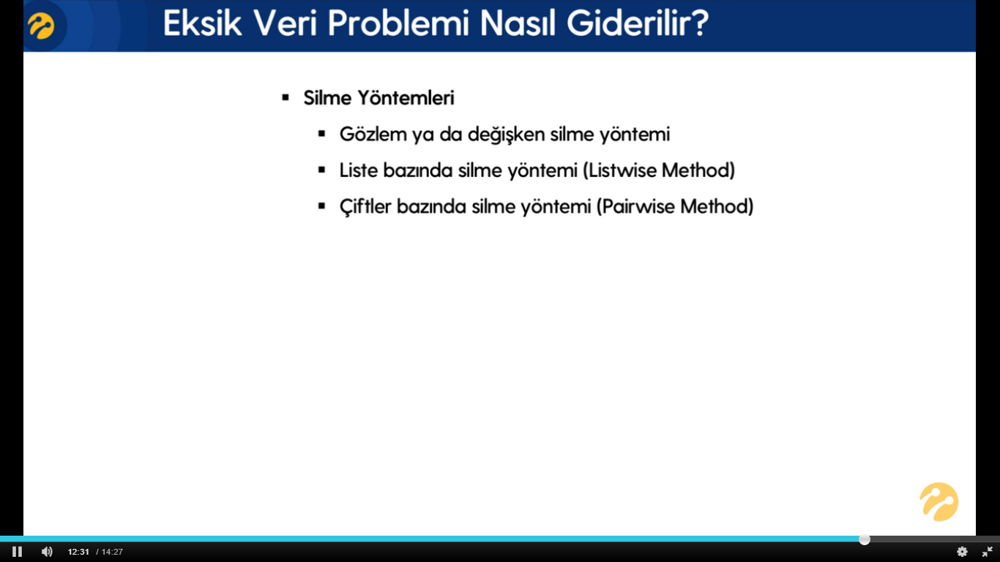 Eksik Veri Problemi Nasıl Giderilir?
▪ Silme Yöntemleri
▪ Gözlem ya da değişken silme yöntemi
▪ Liste bazında silme yöntemi (Listwise Method)
▪ Çiftler bazında silme yöntemi (Pairwise Method)
12:31 / 14:27